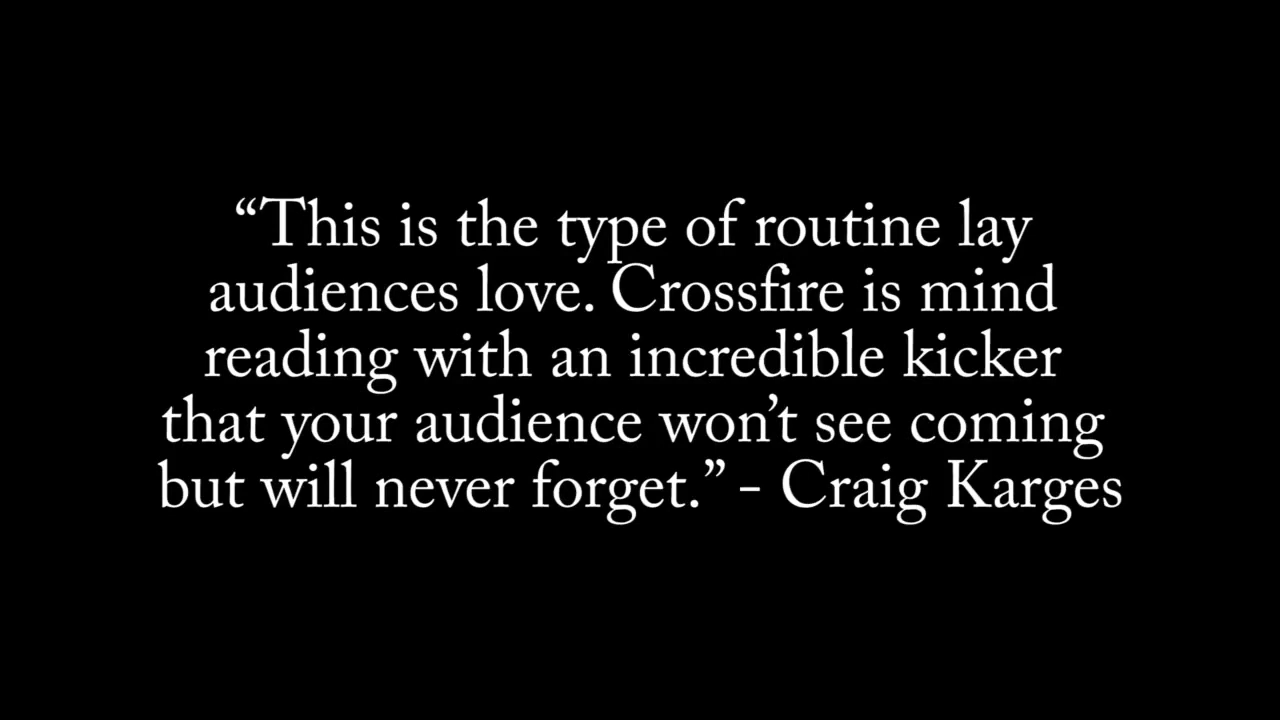 “This is the type of routine lay
audiences love. Crossfire is mind
reading with an incredible kicker
that your audience won’t see coming
but will never forget.” - Craig Karges